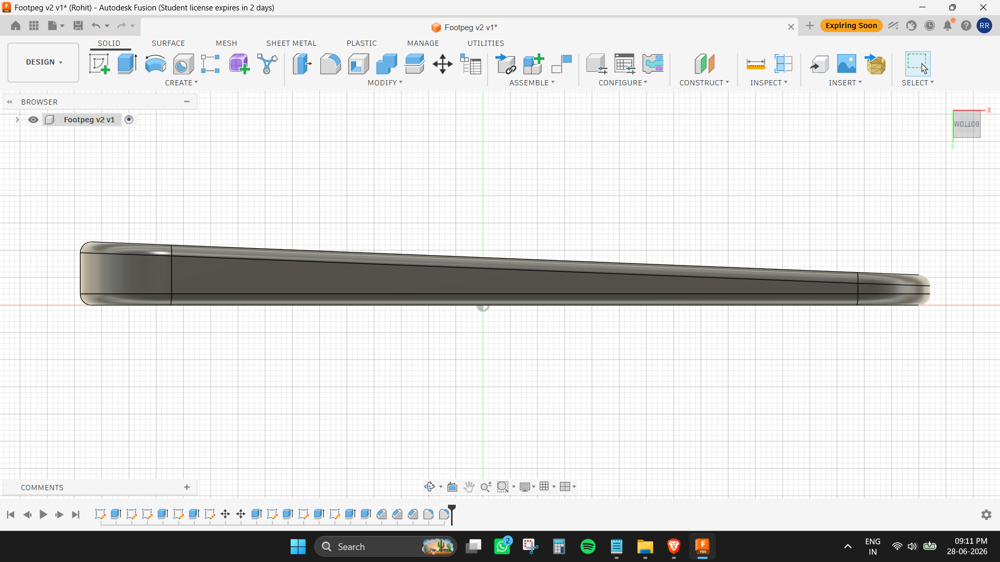 Footpeg v2 v1* (Rohit) - Autodesk Fusion (Student license expires in 2 days)
Footpeg v2 v1*
Expiring Soon
RR
DESIGN
SOLID
SURFACE
MESH
SHEET METAL
PLASTIC
MANAGE
UTILITIES
CREATE
MODIFY
ASSEMBLE
CONFIGURE
CONSTRUCT
INSPECT
INSERT
SELECT
BROWSER
Footpeg v2 v1
X
BOTTOM
Y
COMMENTS
Search
2
F
FUS
ENG
IN
09:11 PM
28-06-2026